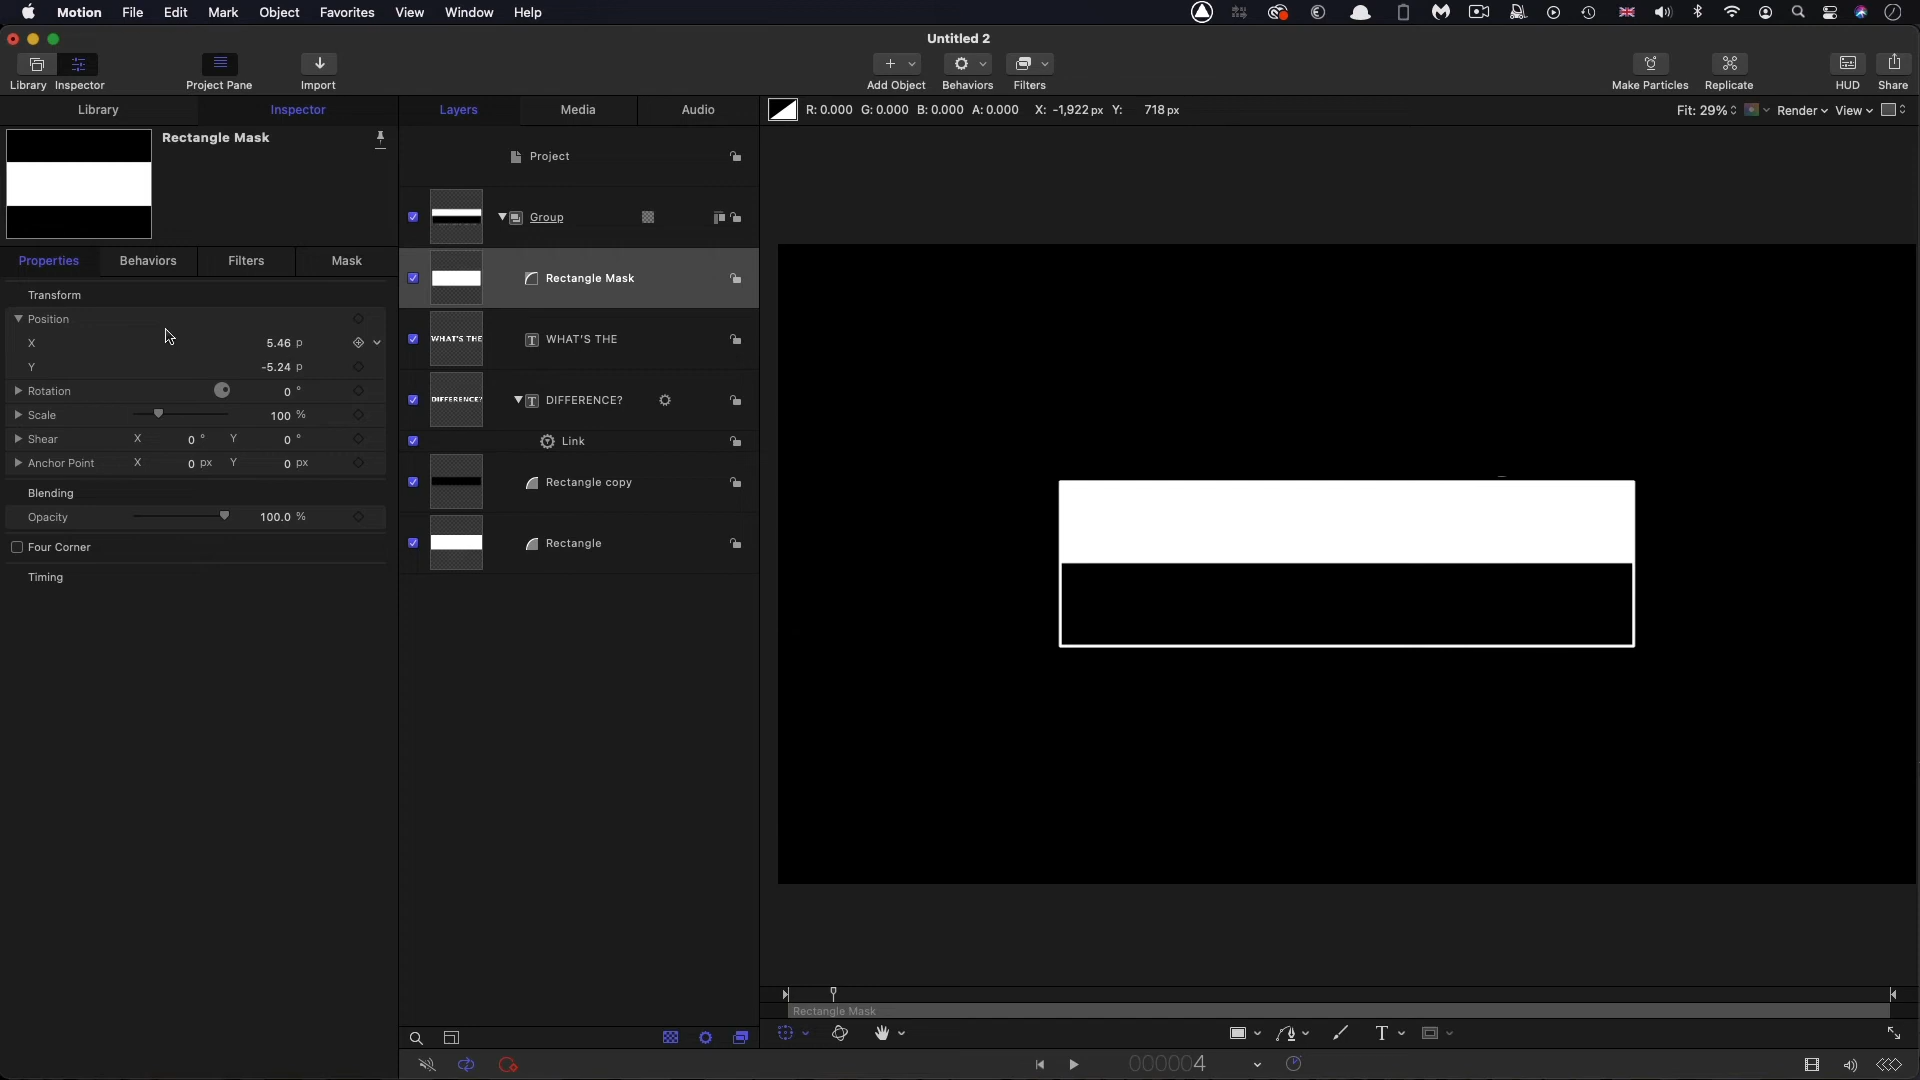 Motion File Edit Mark Object Favorites View Window Help
Untitled 2
Library Inspector Project Pane Import Add Object Behaviors Filters Make Particles Replicate HUD Share
Library Inspector Layers Media Audio R: 0.000 G: 0.000 B: 0.000 A: 0.000 X: -1,922 px Y: 718 px Fit: 29% Render View
Rectangle Mask
Project
Group
Properties Behaviors Filters Mask
Rectangle Mask
Transform
Position
X 5.46 p
WHAT'S THE WHAT'S THE
Y -5.24 p
Rotation 0 °
DIFFERENCE? DIFFERENCE?
Scale 100 %
Shear X 0 ° Y 0 °
Link
Anchor Point X 0 px Y 0 px
Rectangle copy
Blending
Opacity 100.0 %
Rectangle
Four Corner
Timing
Rectangle Mask
T
000004